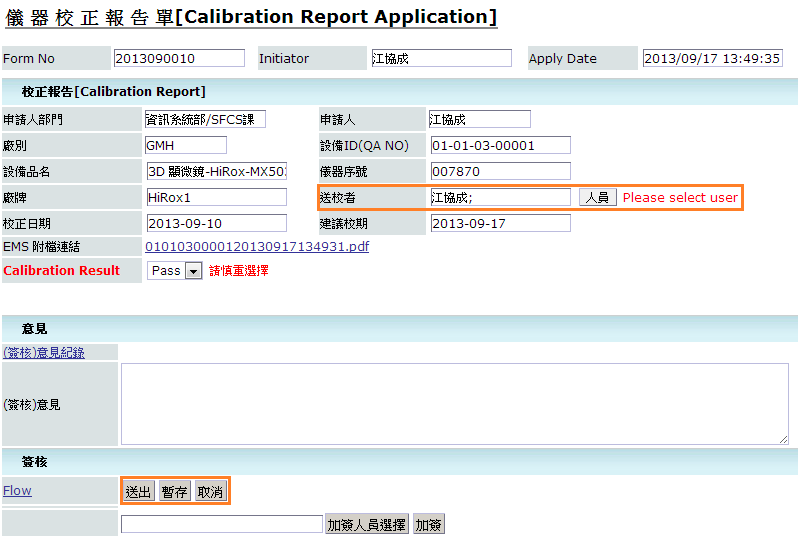 儀 器 校 正 報 告 單[Calibration Report Application]
Form No 2013090010 Initiator 江協成 Apply Date 2013/09/17 13:49:35
校正報告[Calibration Report]
申請人部門 資訊系統部/SFCS課 申請人 江協成
廠別 GMH 設備ID(QA NO) 01-01-03-00001
設備品名 3D 顯微鏡-HiRox-MX503 儀器序號 007870
廠牌 HiRox1 送校者 江協成; 人員 Please select user
校正日期 2013-09-10 建議校期 2013-09-17
EMS 附檔連結 0101030000120130917134931.pdf
Calibration Result Pass 請慎重選擇
意見
(簽核)意見紀錄
(簽核)意見
簽核
Flow 送出 暫存 取消
加簽人員選擇 加簽